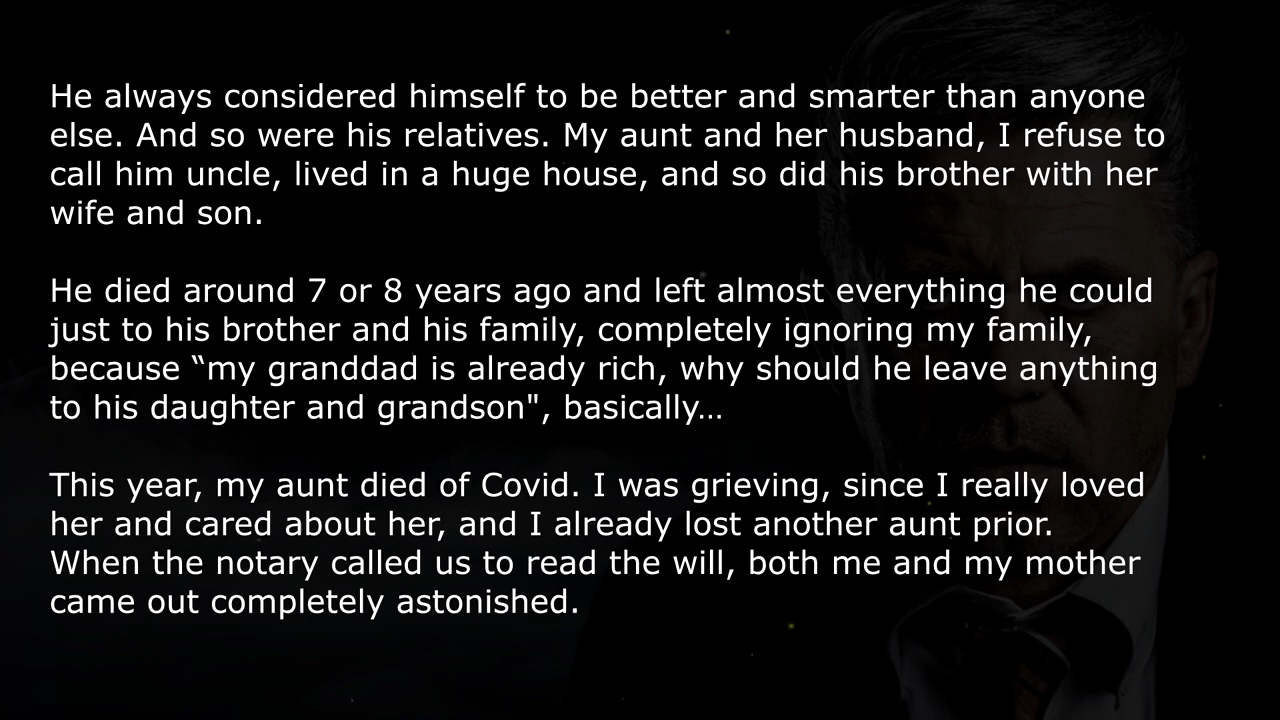 He always considered himself to be better and smarter than anyone
else. And so were his relatives. My aunt and her husband, I refuse to
call him uncle, lived in a huge house, and so did his brother with her
wife and son.
He died around 7 or 8 years ago and left almost everything he could
just to his brother and his family, completely ignoring my family,
because “my granddad is already rich, why should he leave anything
to his daughter and grandson", basically…
This year, my aunt died of Covid. I was grieving, since I really loved
her and cared about her, and I already lost another aunt prior.
When the notary called us to read the will, both me and my mother
came out completely astonished.